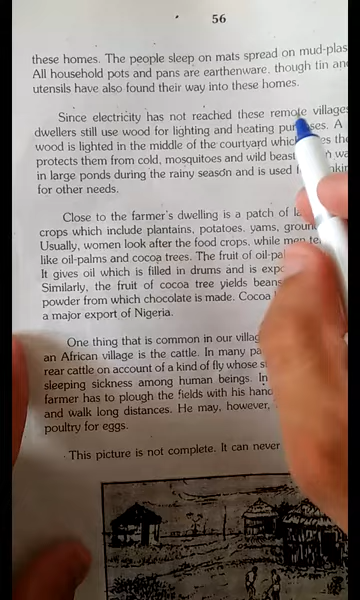 56
these homes. The people sleep on mats spread on mud-plas
All household pots and pans are earthenware, though tin and
utensils have also found their way into these homes.
Since electricity has not reached these remote villages
dwellers still use wood for lighting and heating purposes. A
wood is lighted in the middle of the courtyard which
protects them from cold, mosquitoes and wild beast
in large ponds during the rainy season and is used
for other needs.
Close to the farmer's dwelling is a patch of
crops which include plantains, potatoes, yams,
Usually, women look after the food crops, while men
like oil-palms and cocoa trees. The fruit of oil-pa
It gives oil which is filled in drums and is
Similarly, the fruit of cocoa tree yields beans
powder from which chocolate is made. Cocoa
a major export of Nigeria.
One thing that is common in our
an African village is the cattle. In many
rear cattle on account of a kind of fly whose
sleeping sickness among human beings. In
farmer has to plough the fields with his hand
and walk long distances. He may, however,
poultry for eggs.
This picture is not complete. It can never